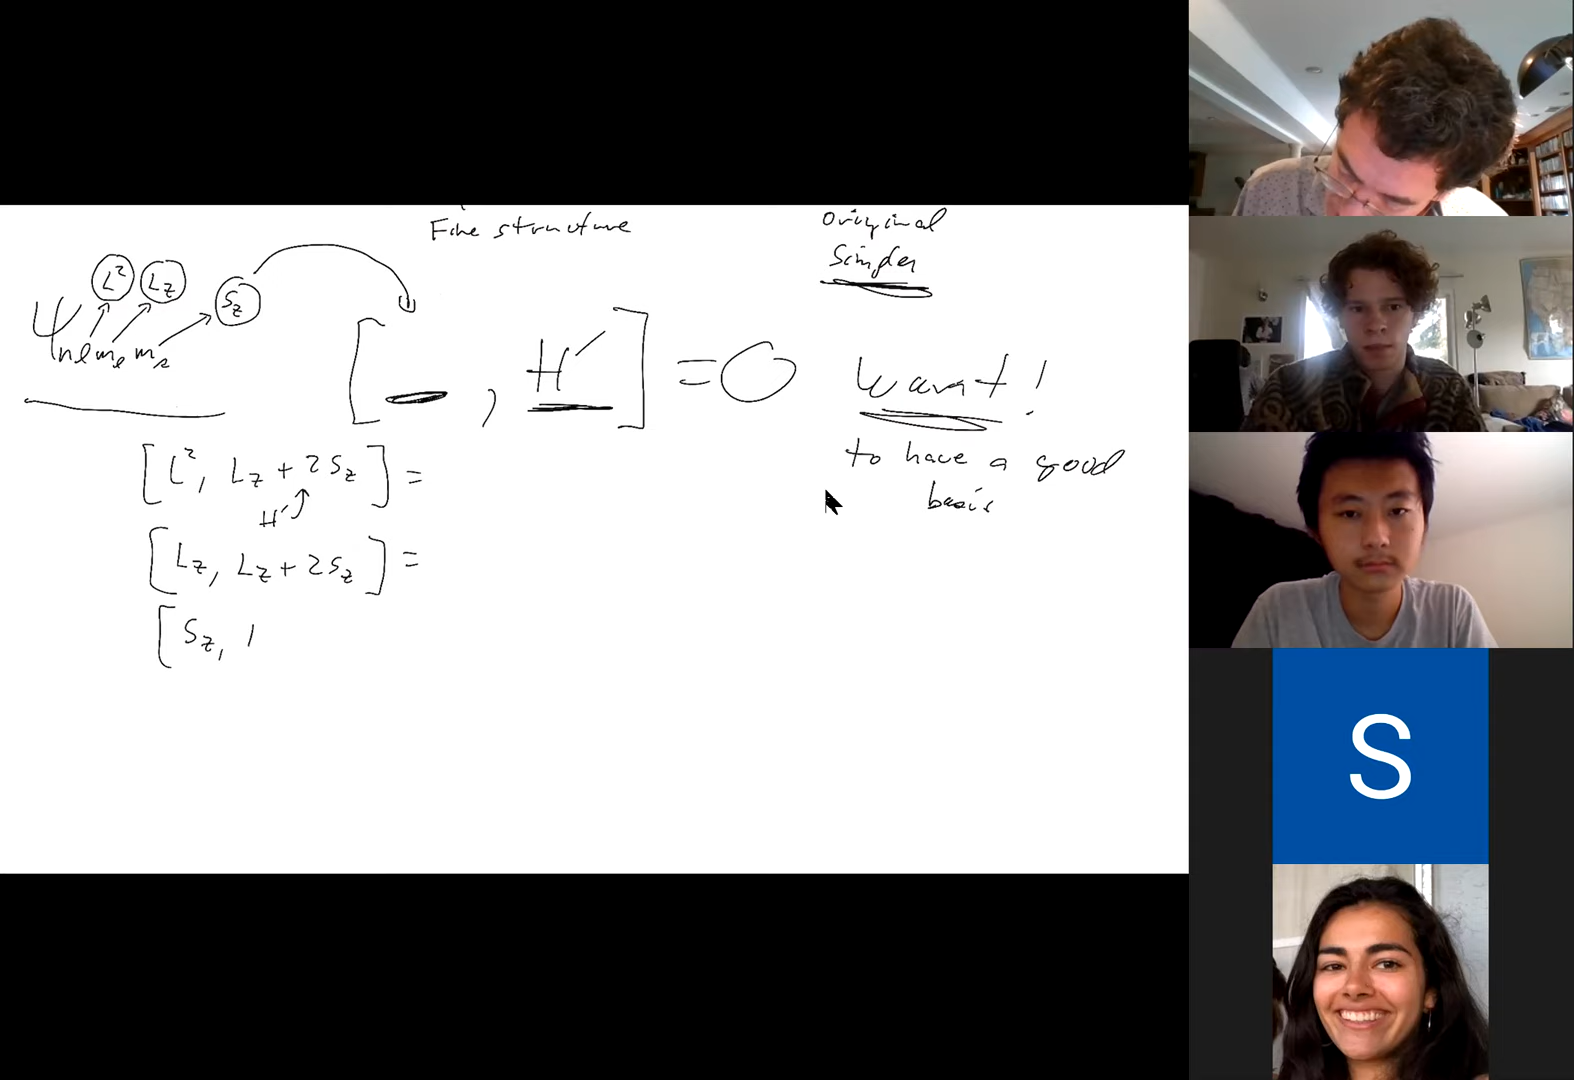 Fine structure
original
simpler
L² Lz Sz
ψnlmₗmₛ
[ _ , H′ ] = 0 Want!
to have a good
basis
[L², Lz + 2Sz] =
H′
[Lz, Lz + 2Sz] =
[Sz, 
S